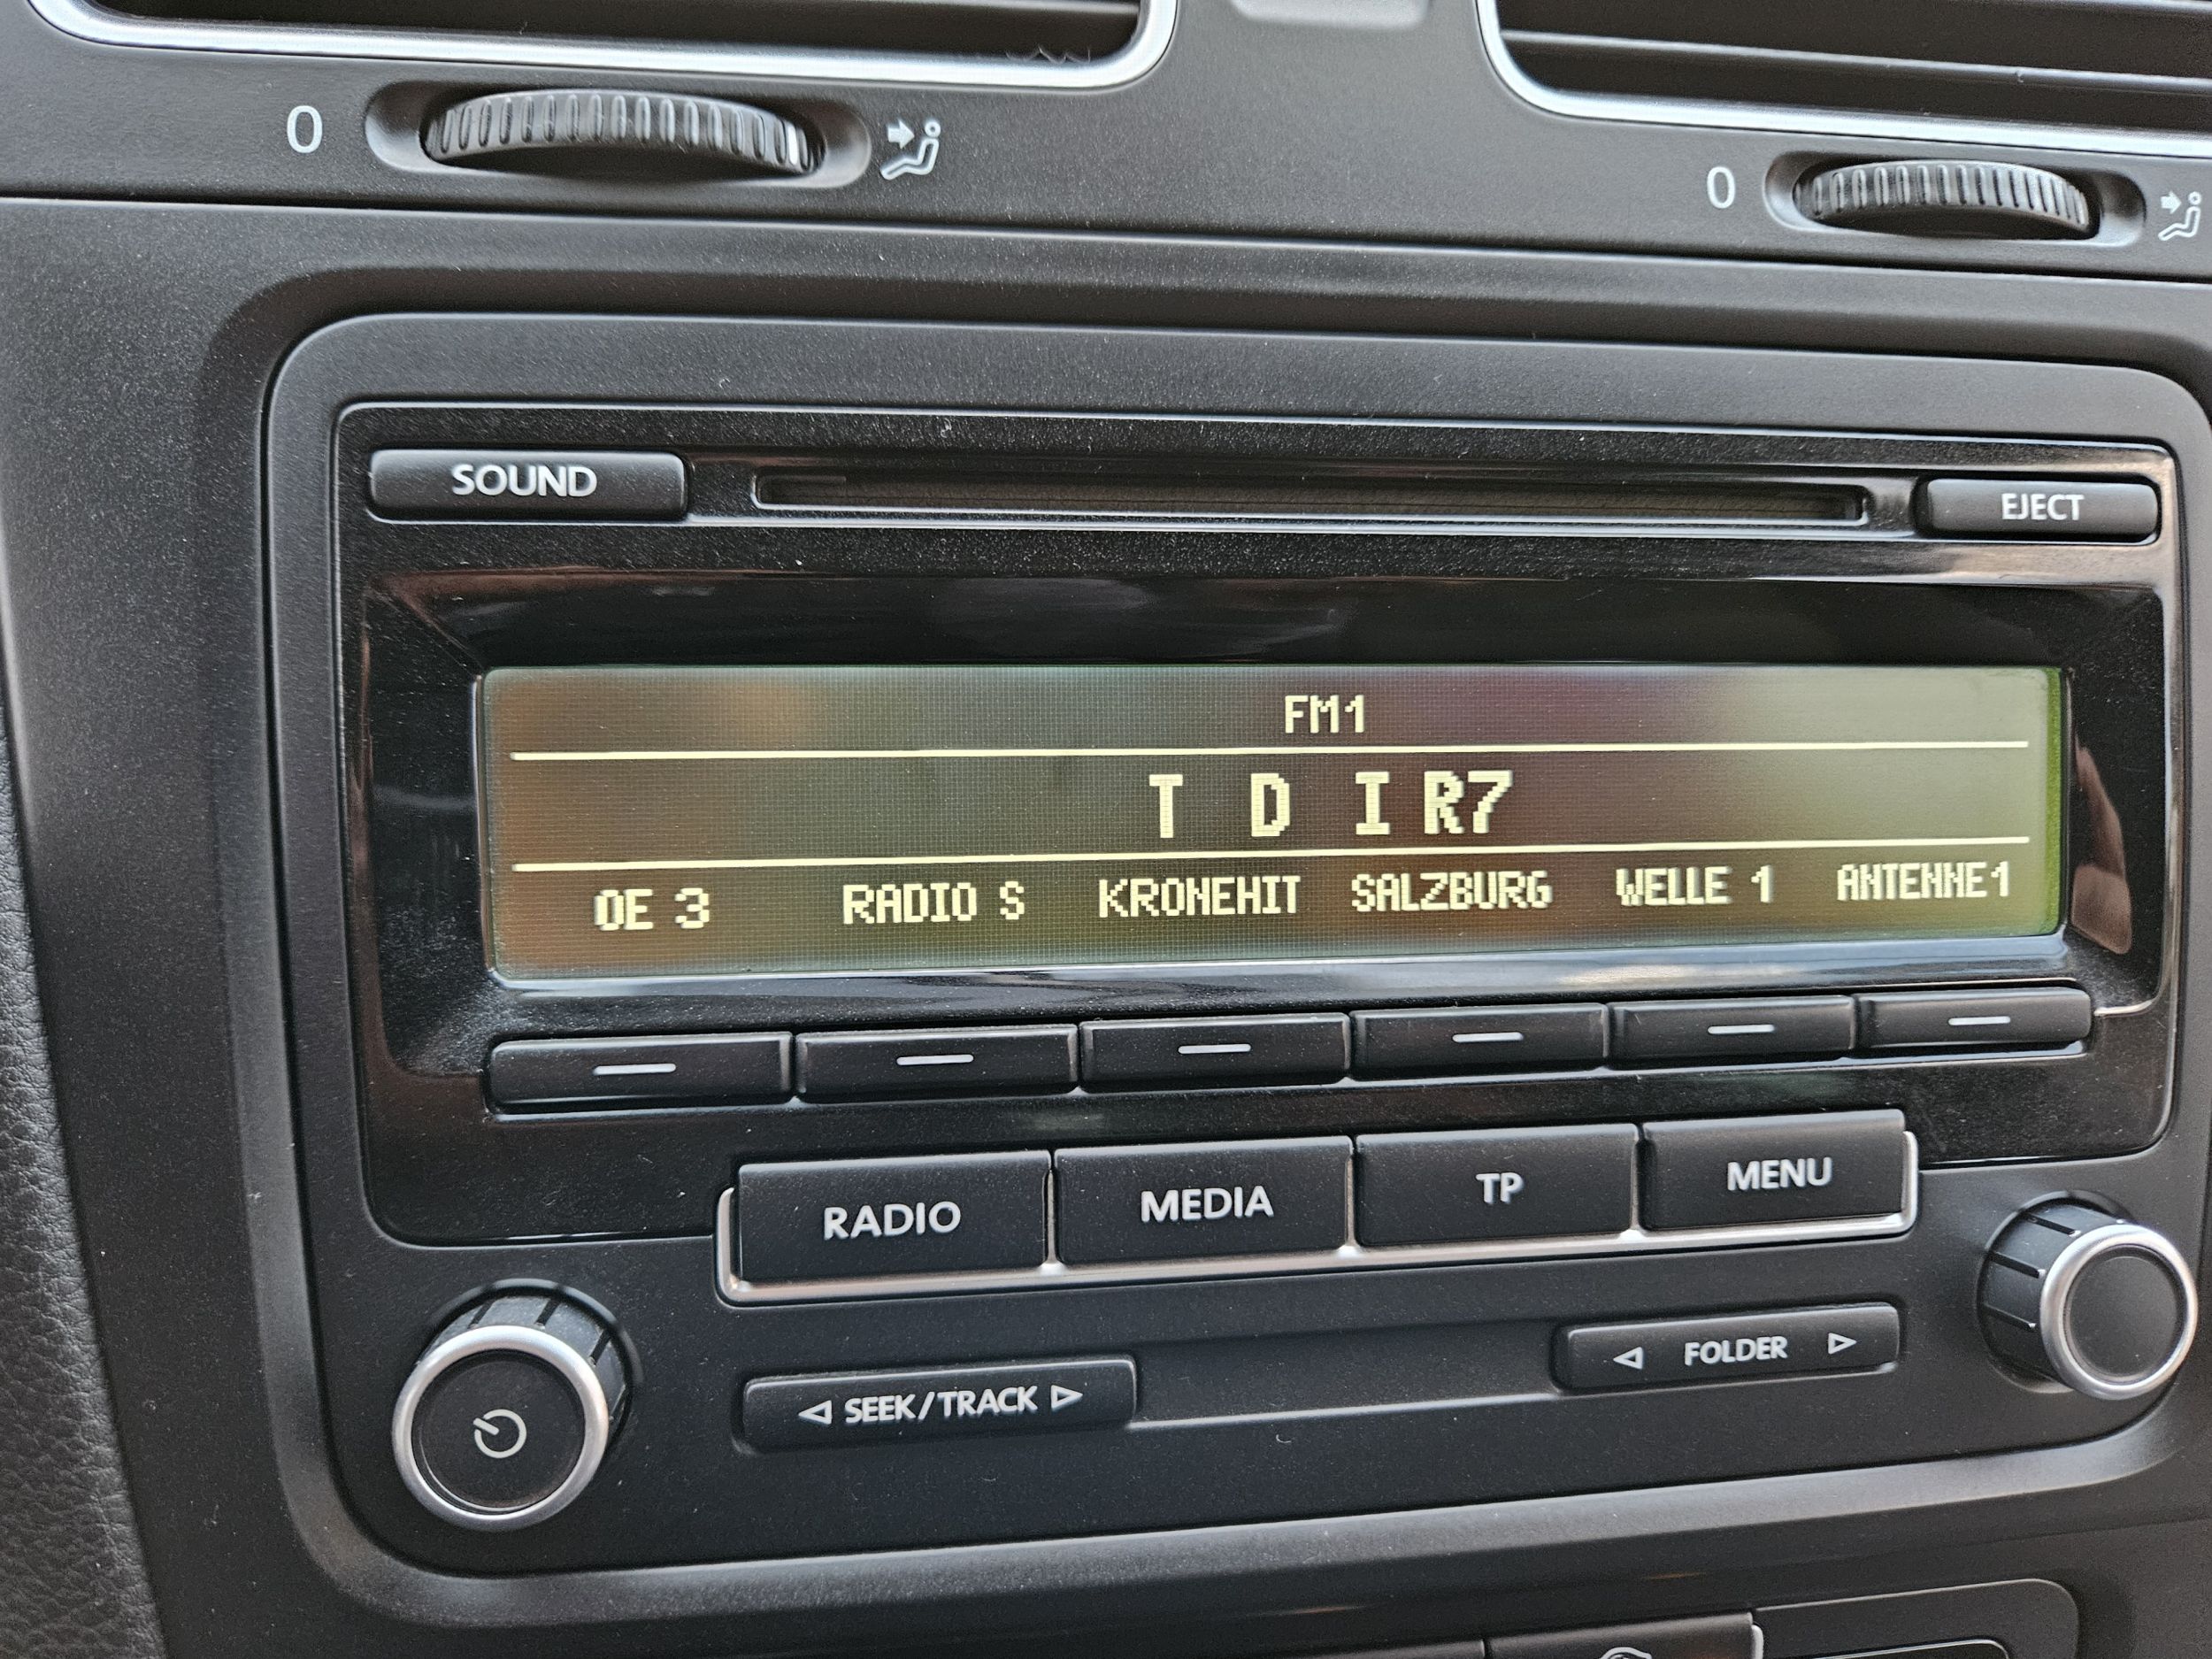 0 0
SOUND EJECT
FM1
T D I R7
OE 3 RADIO S KRONEHIT SALZBURG WELLE 1 ANTENNE1
RADIO MEDIA TP MENU
SEEK/TRACK FOLDER